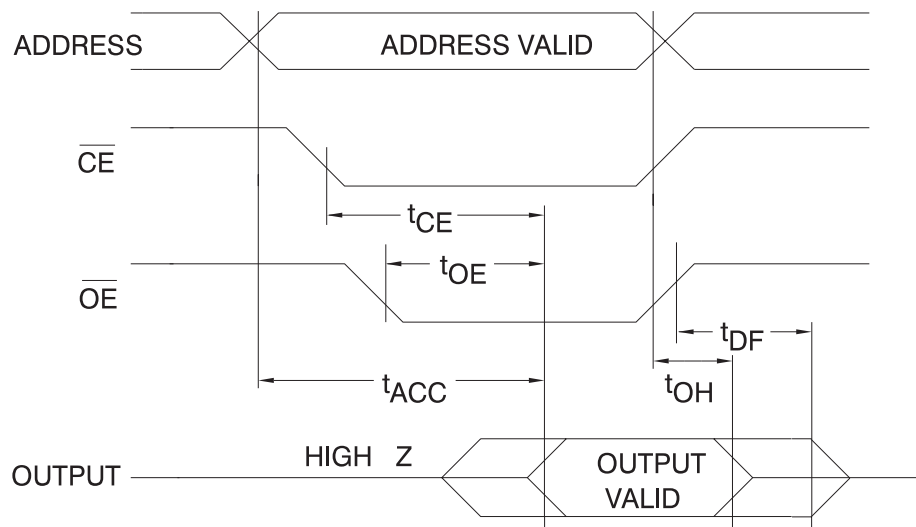 ADDRESS
ADDRESS VALID
CE
tCE
OE
tOE
tDF
tACC
tOH
OUTPUT
HIGH Z
OUTPUT
VALID